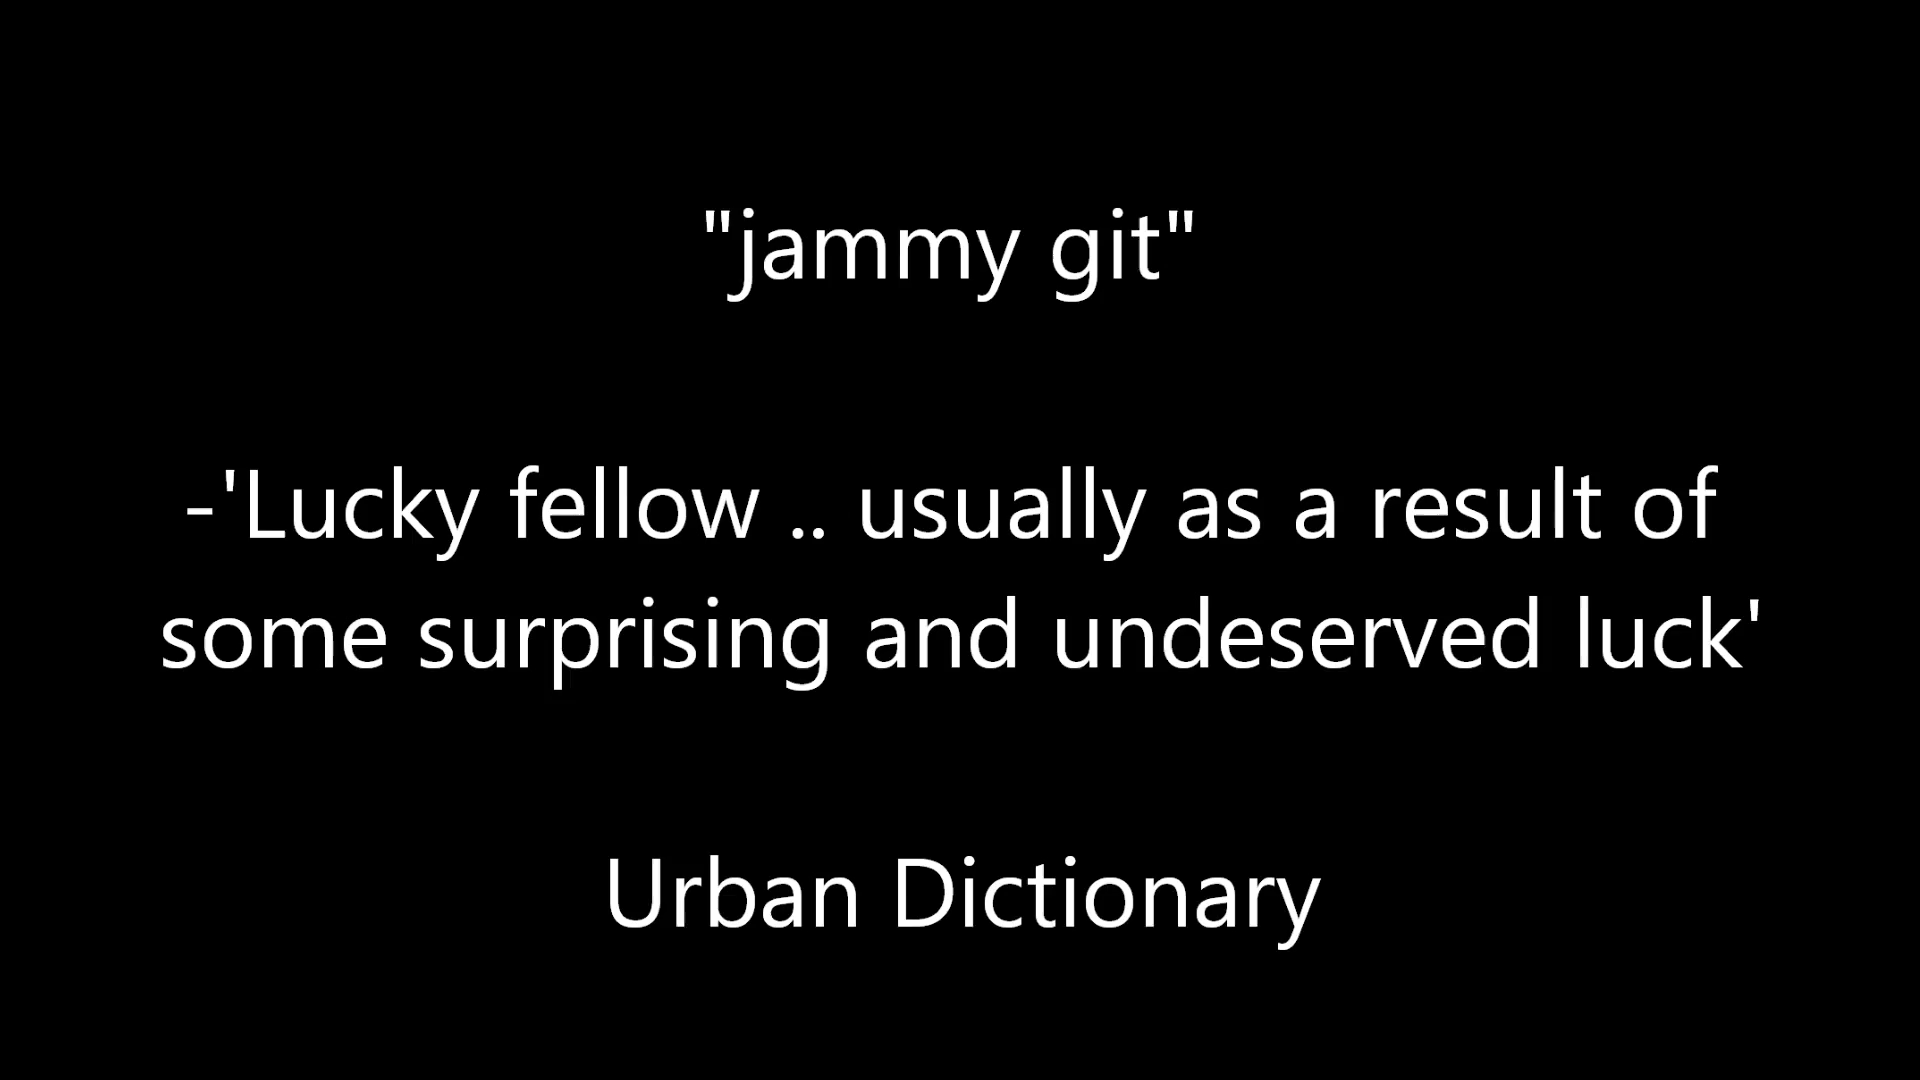 "jammy git"
-'Lucky fellow .. usually as a result of
some surprising and undeserved luck'
Urban Dictionary